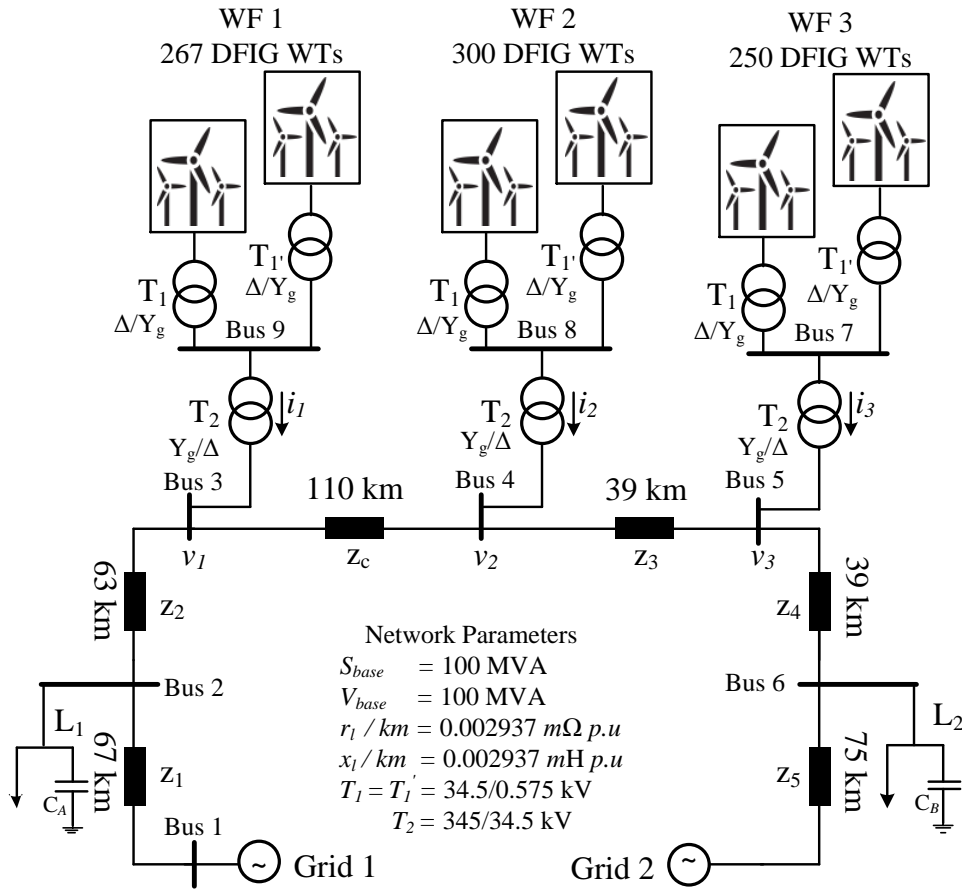 WF 1
267 DFIG WTs
WF 2
300 DFIG WTs
WF 3
250 DFIG WTs
T1
Δ/Yg
T1'
Δ/Yg
Bus 9
T1
Δ/Yg
T1'
Δ/Yg
Bus 8
T1
Δ/Yg
T1'
Δ/Yg
Bus 7
T2
Yg/Δ
i1
T2
Yg/Δ
i2
T2
Yg/Δ
i3
Bus 3
110 km
Bus 4
39 km
Bus 5
v1
zc
v2
z3
v3
63 km
z2
z4
39 km
Network Parameters
Sbase = 100 MVA
Vbase = 100 MVA
rl / km = 0.002937 mΩ p.u
xl / km = 0.002937 mH p.u
T1 = T1' = 34.5/0.575 kV
T2 = 345/34.5 kV
Bus 2
Bus 6
L1
CA
67 km
z1
z5
75 km
L2
CB
Bus 1
~
Grid 1
Grid 2
~